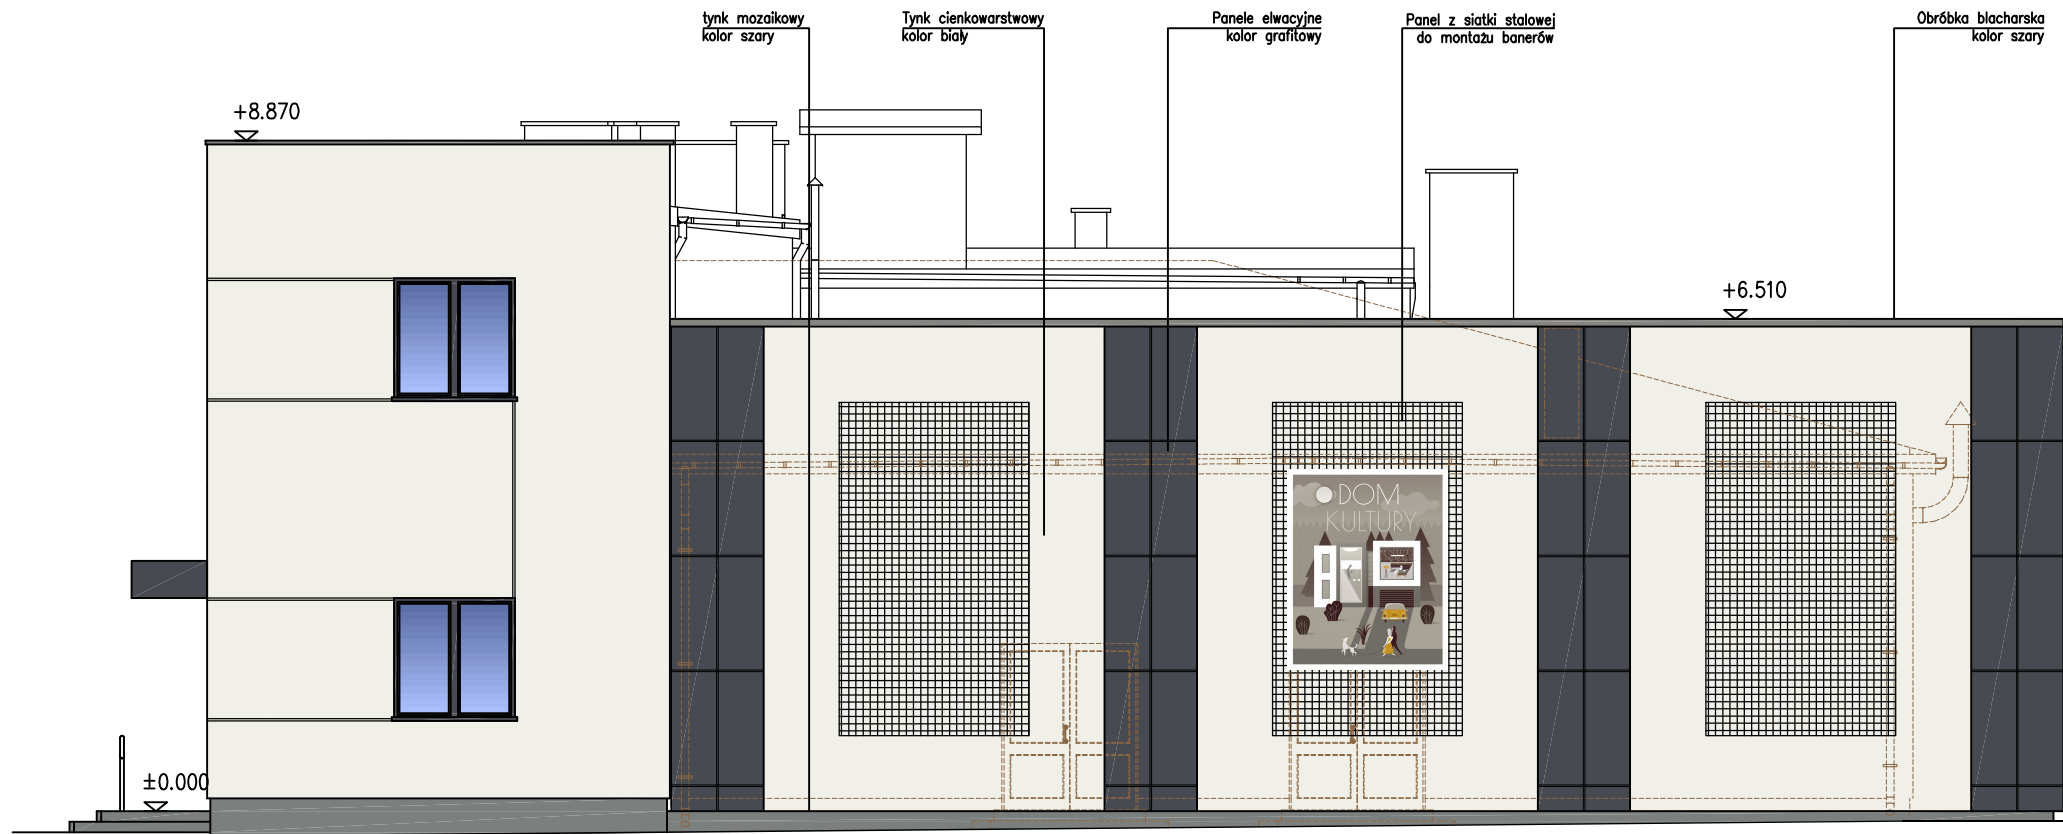 tynk mozaikowy
kolor szary
Tynk cienkowarstwowy
kolor biały
Panele elwacyjne
kolor grafitowy
Panel z siatki stalowej
do montażu banerów
Obróbka blacharska
kolor szary
+8.870
+6.510
DOM
KULTURY
±0.000